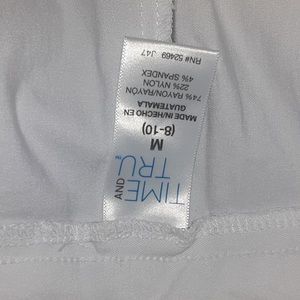 TIME
AND
TRU™
M
(8-10)
MADE IN/HECHO EN
GUATEMALA
74% RAYON/RAYÓN
22% NYLON
4% SPANDEX
RN# 52469 J47